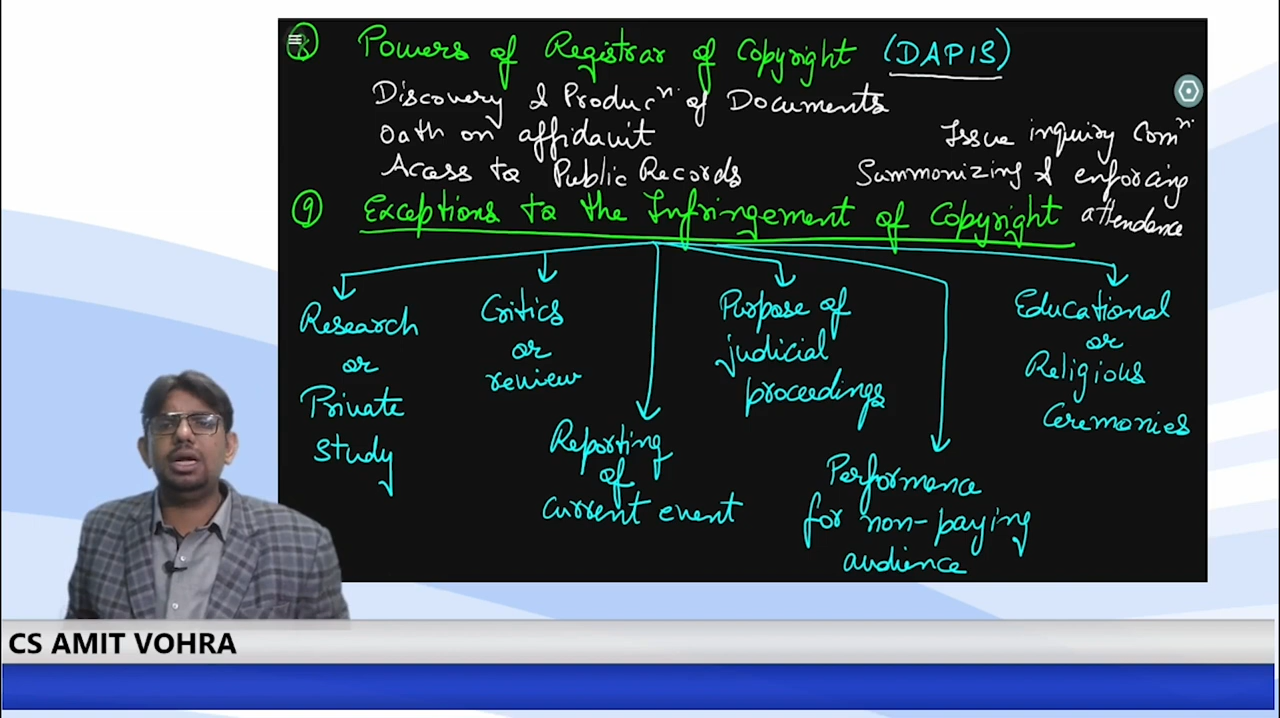 ⑧ Powers of Registrar of Copyright (DAPIS)
Discovery & Producⁿ. of Documents
Oath on affidavit
Issue inquiry Comⁿ.
Access to Public Records
Summonizing & enforcing
attendence
⑨ Exceptions to the Infringement of Copyright
Research
or
Private
study
Critics
or
review
Reporting
of
current event
Purpose of
judicial
proceedings
Performance
for non-paying
audience
Educational
or
Religious
Ceremonies
CS AMIT VOHRA